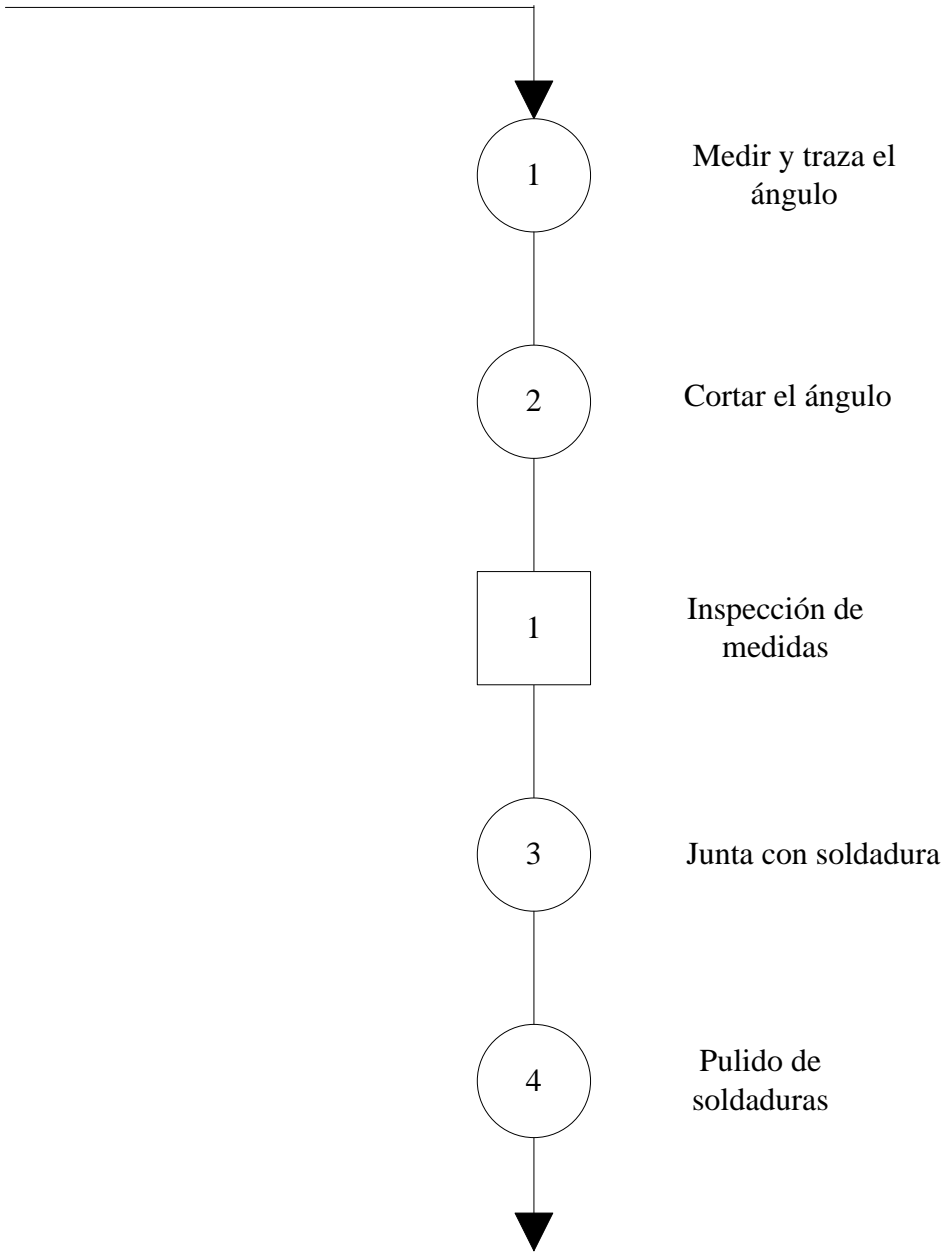 1
Medir y traza el
ángulo
2
Cortar el ángulo
1
Inspección de
medidas
3
Junta con soldadura
4
Pulido de
soldaduras